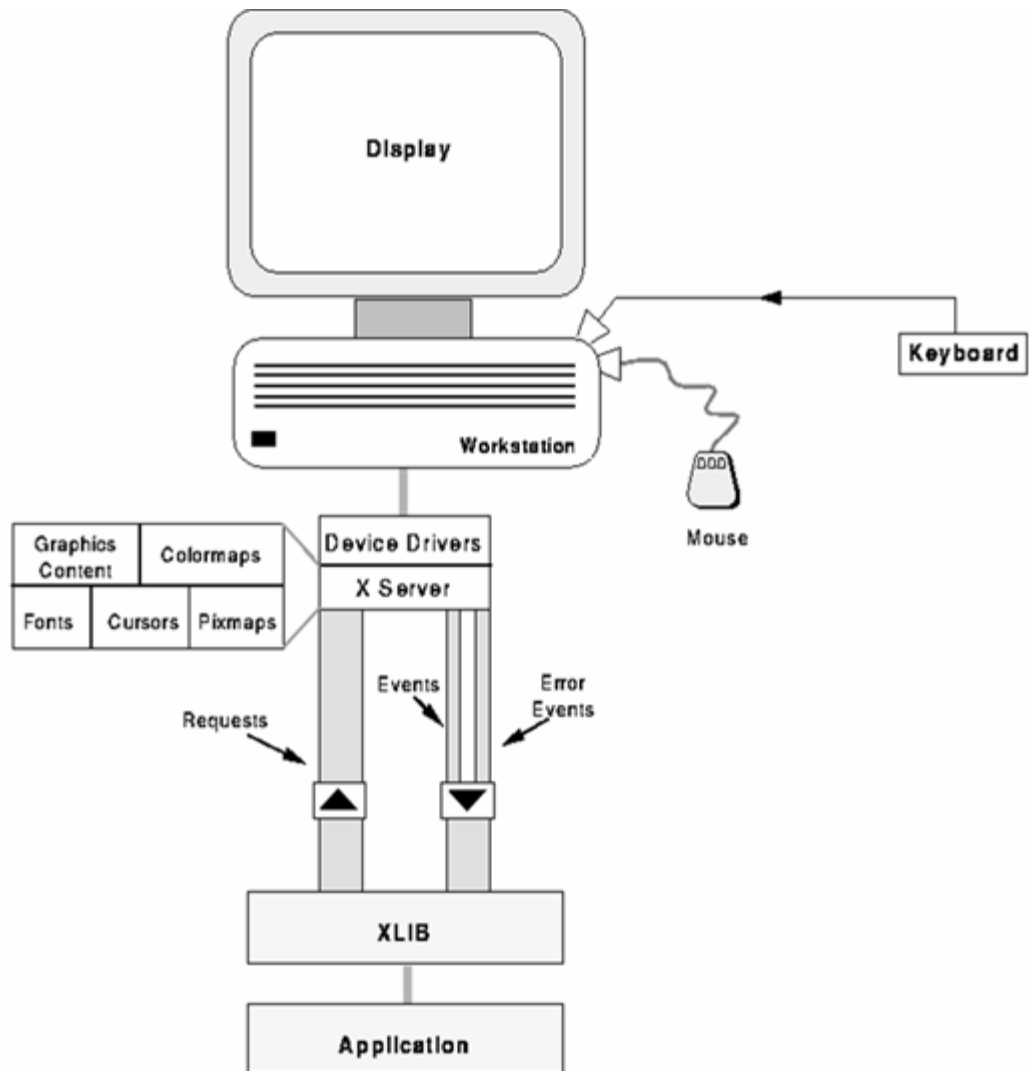 Display
Keyboard
Workstation
Mouse
Device Drivers
X Server
Graphics
Content
Colormaps
Fonts
Cursors
Pixmaps
Events
Error
Events
Requests
XLIB
Application